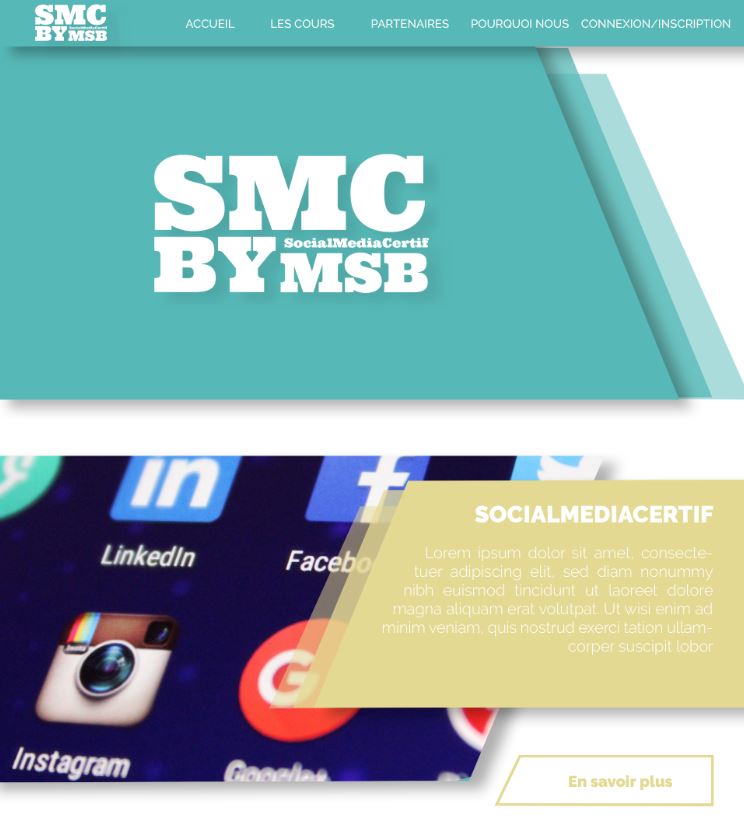 SMC
SocialMediaCertif
BY MSB
ACCUEIL LES COURS PARTENAIRES POURQUOI NOUS CONNEXION/INSCRIPTION
SMC
SocialMediaCertif
BY MSB
in
f
LinkedIn
Facebo
G
Instagram
SOCIALMEDIACERTIF
Lorem ipsum dolor sit amet, consecte-
tuer adipiscing elit, sed diam nonummy
nibh euismod tincidunt ut laoreet dolore
magna aliquam erat volutpat. Ut wisi enim ad
minim veniam, quis nostrud exerci tation ullam-
corper suscipit lobor
En savoir plus